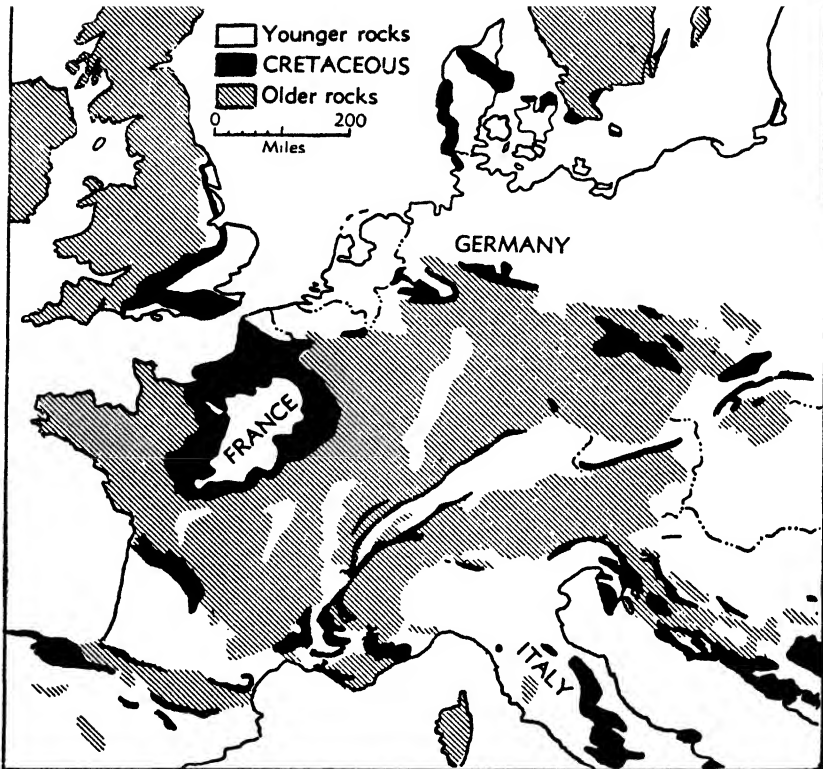 Younger rocks
CRETACEOUS
Older rocks
0 200
Miles
GERMANY
FRANCE
ITALY